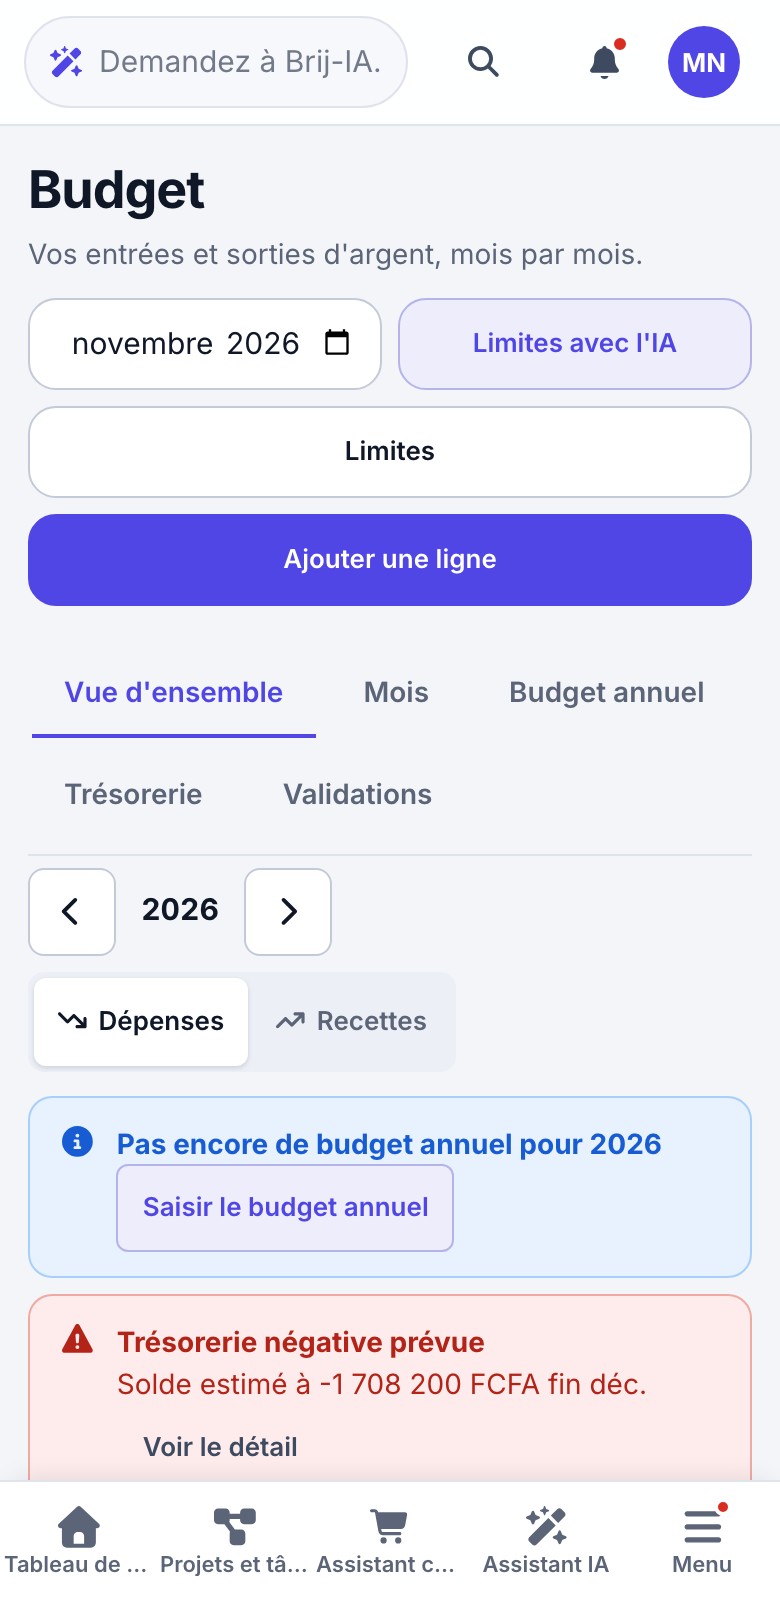 Demandez à Brij-IA.
MN
Budget
Vos entrées et sorties d'argent, mois par mois.
novembre 2026
Limites avec l'IA
Limites
Ajouter une ligne
Vue d'ensemble
Mois
Budget annuel
Trésorerie
Validations
2026
Dépenses
Recettes
Pas encore de budget annuel pour 2026
Saisir le budget annuel
Trésorerie négative prévue
Solde estimé à -1 708 200 FCFA fin déc.
Voir le détail
Tableau de ...
Projets et tâ...
Assistant c...
Assistant IA
Menu